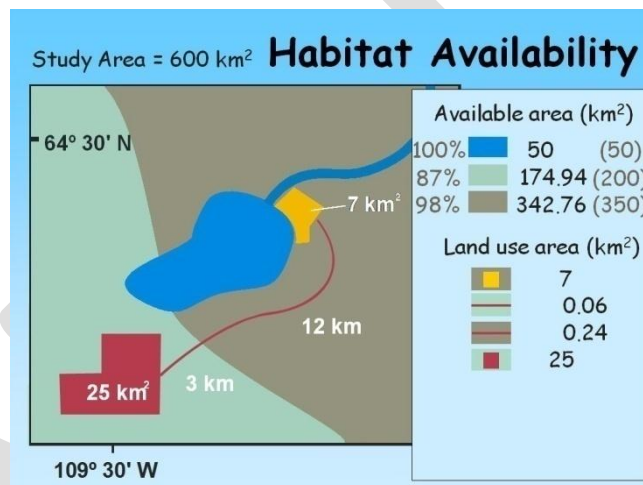 Study Area = 600 km² Habitat Availability
Available area (km²)
64° 30' N
100% 50 (50)
87% 174.94 (200)
98% 342.76 (350)
7 km²
Land use area (km²)
7
0.06
0.24
25
12 km
3 km
25 km²
109° 30' W